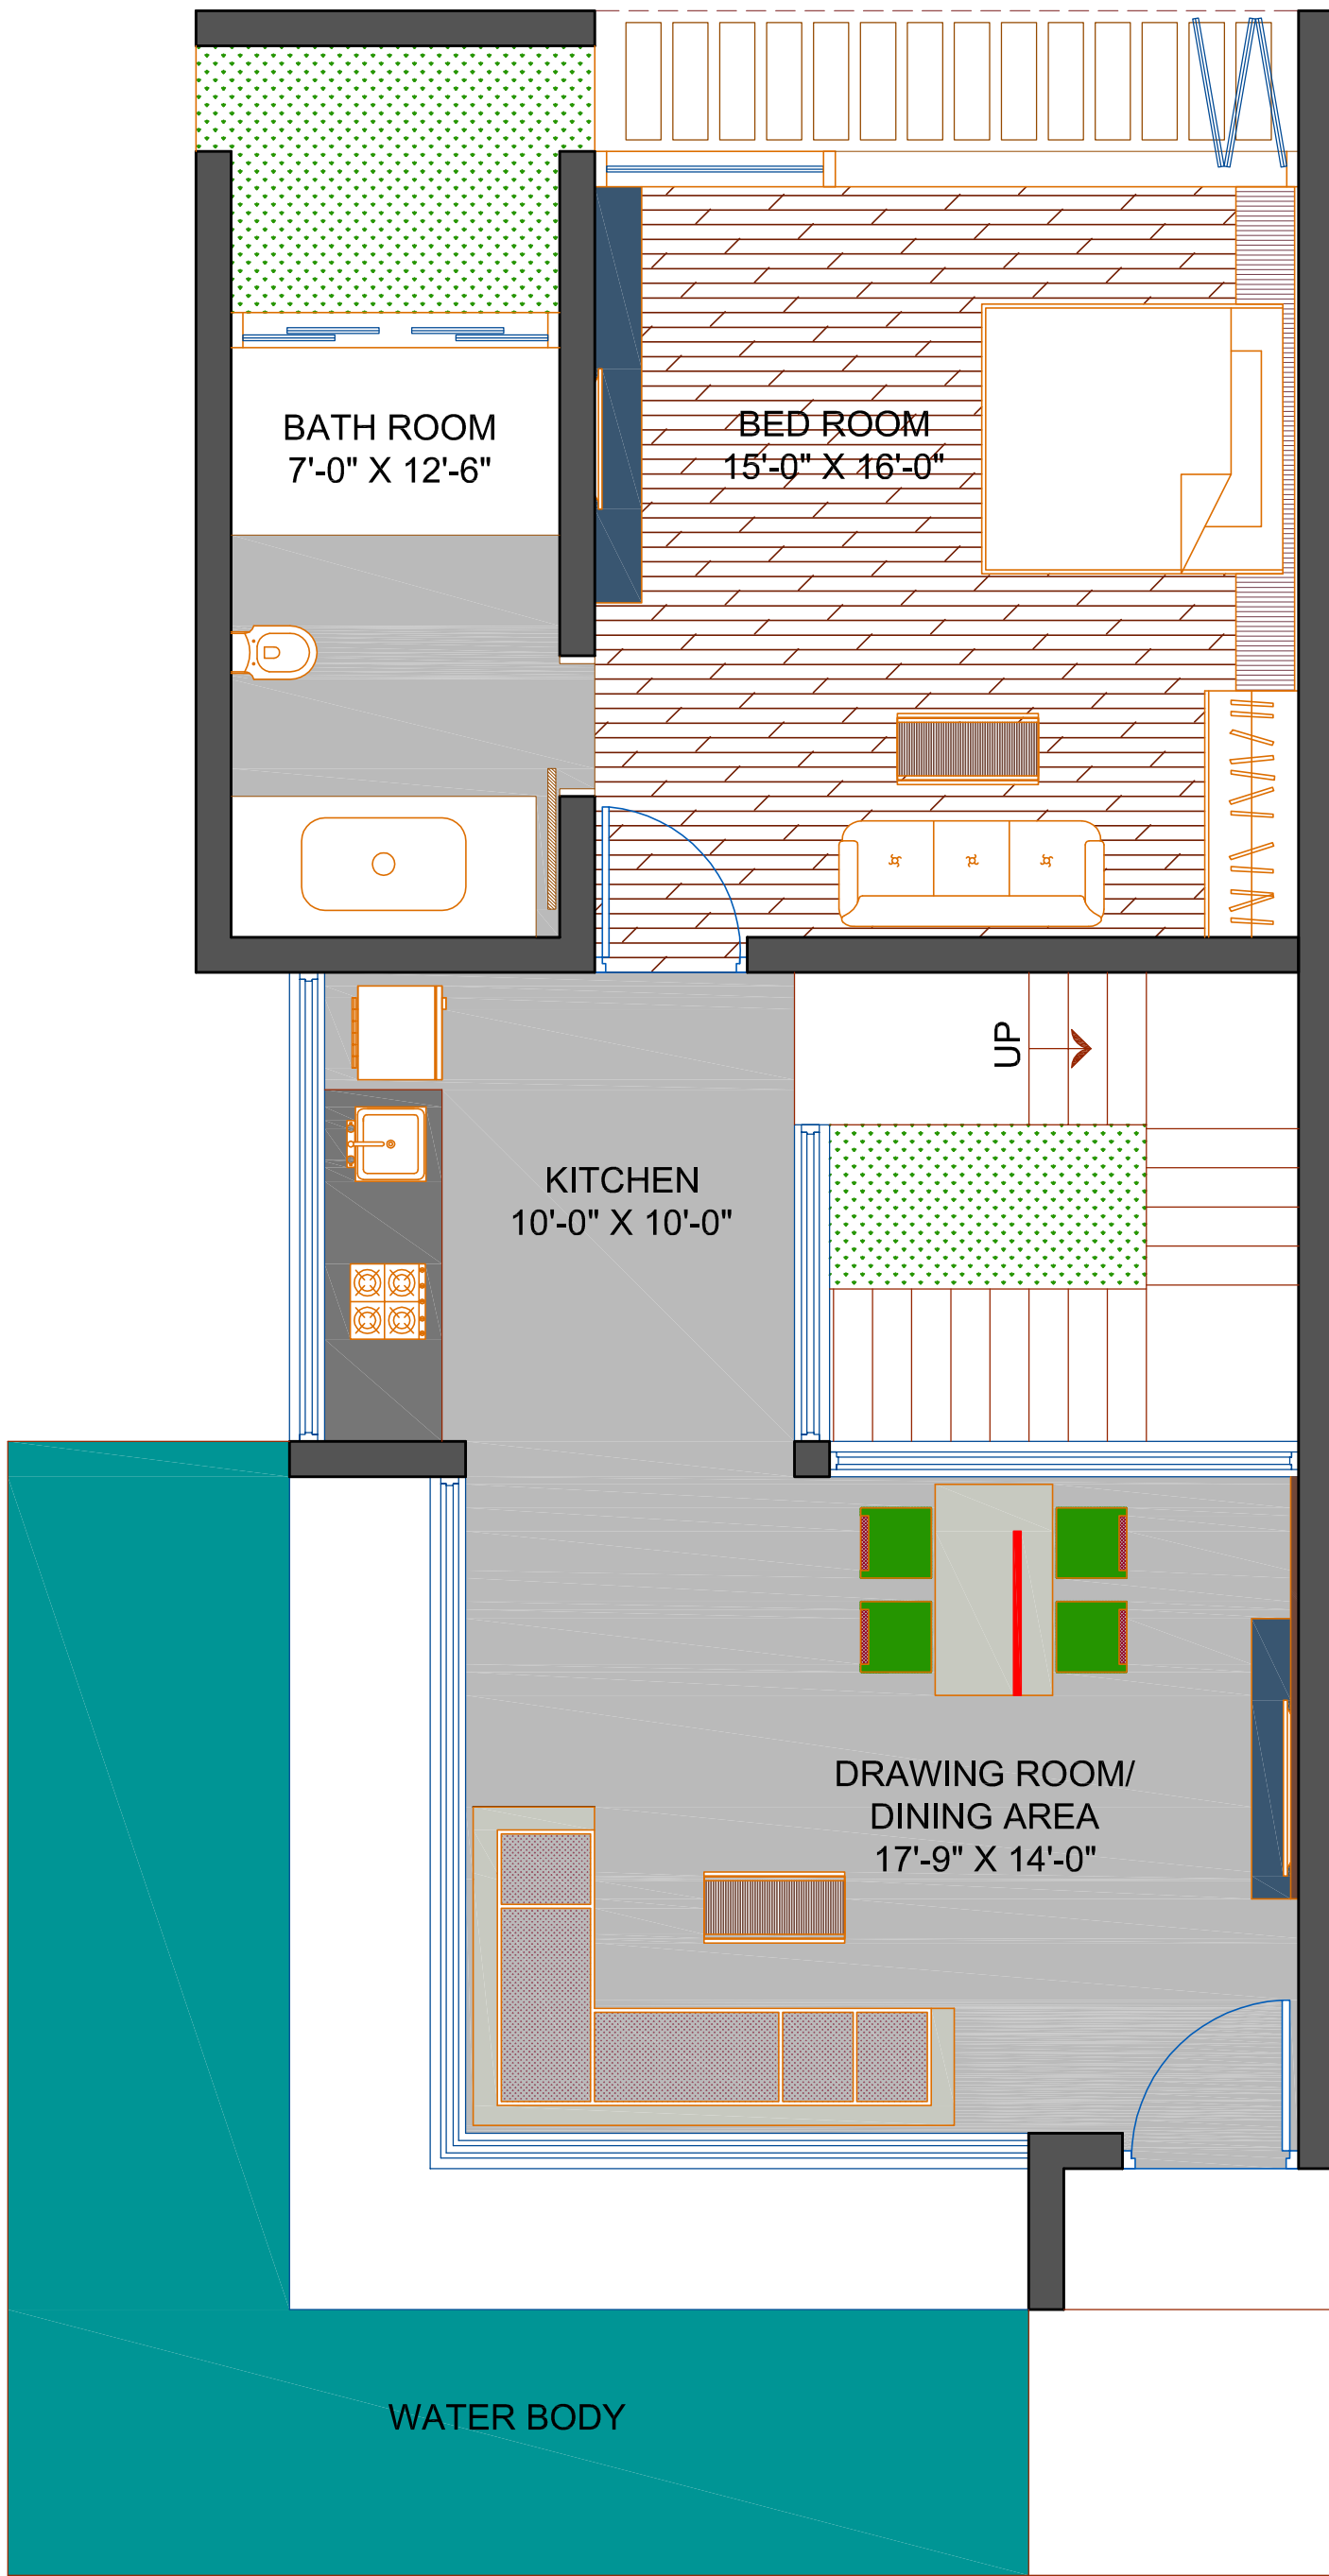 BATH ROOM
7'-0" X 12'-6"
BED ROOM
15'-0" X 16'-0"
UP
KITCHEN
10'-0" X 10'-0"
DRAWING ROOM/
DINING AREA
17'-9" X 14'-0"
WATER BODY